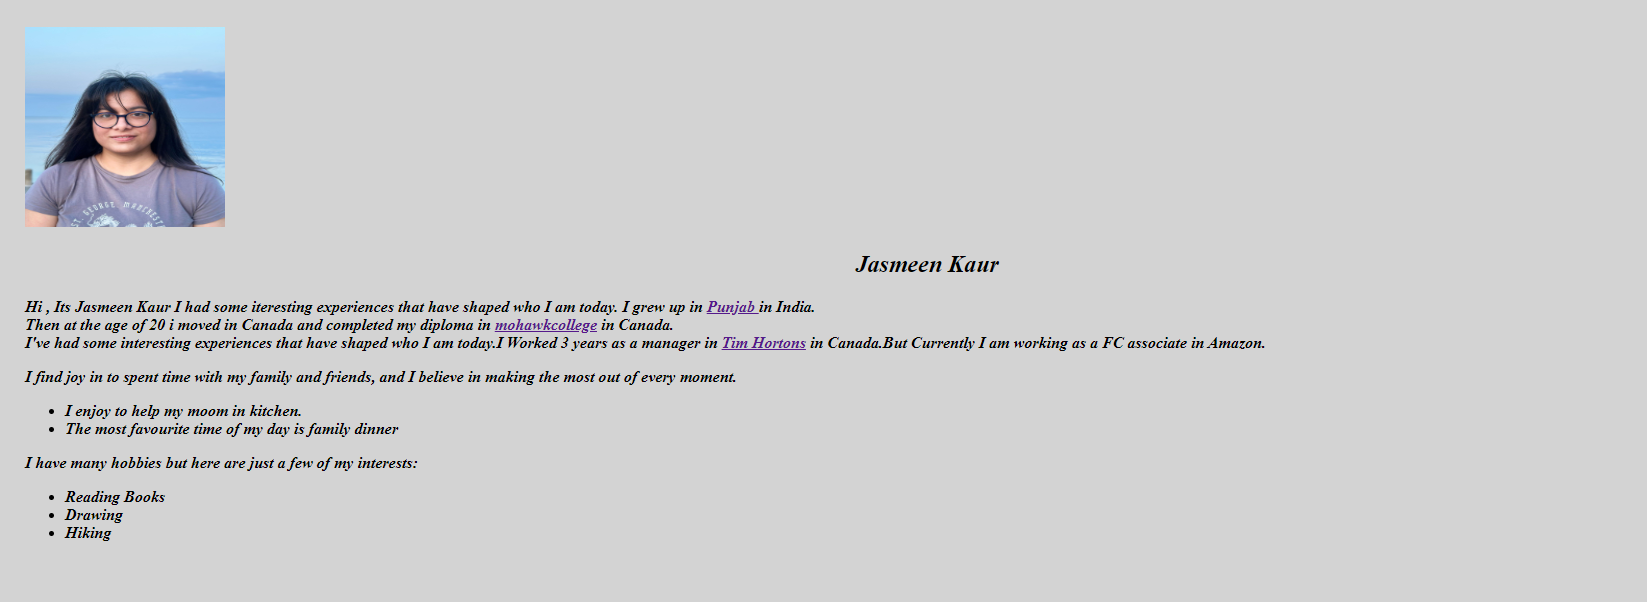 ST. GEORGE, MANCHEST
Jasmeen Kaur
Hi , Its Jasmeen Kaur I had some iteresting experiences that have shaped who I am today. I grew up in Punjab in India.
Then at the age of 20 i moved in Canada and completed my diploma in mohawkcollege in Canada.
I've had some interesting experiences that have shaped who I am today.I Worked 3 years as a manager in Tim Hortons in Canada.But Currently I am working as a FC associate in Amazon.
I find joy in to spent time with my family and friends, and I believe in making the most out of every moment.
• I enjoy to help my moom in kitchen.
• The most favourite time of my day is family dinner
I have many hobbies but here are just a few of my interests:
• Reading Books
• Drawing
• Hiking